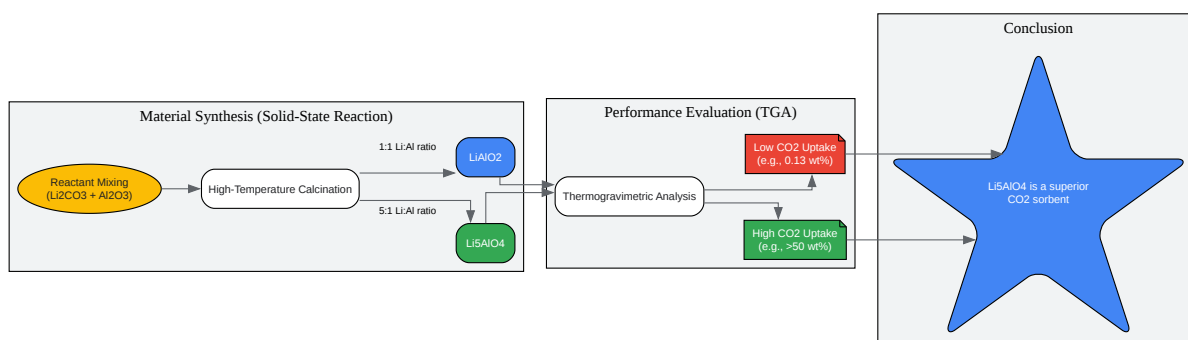 Material Synthesis (Solid-State Reaction)
Reactant Mixing
(Li2CO3 + Al2O3)
High-Temperature Calcination
1:1 Li:Al ratio
5:1 Li:Al ratio
LiAlO2
Li5AlO4
Performance Evaluation (TGA)
Thermogravimetric Analysis
Low CO2 Uptake
(e.g., 0.13 wt%)
High CO2 Uptake
(e.g., >50 wt%)
Conclusion
Li5AlO4 is a superior
CO2 sorbent